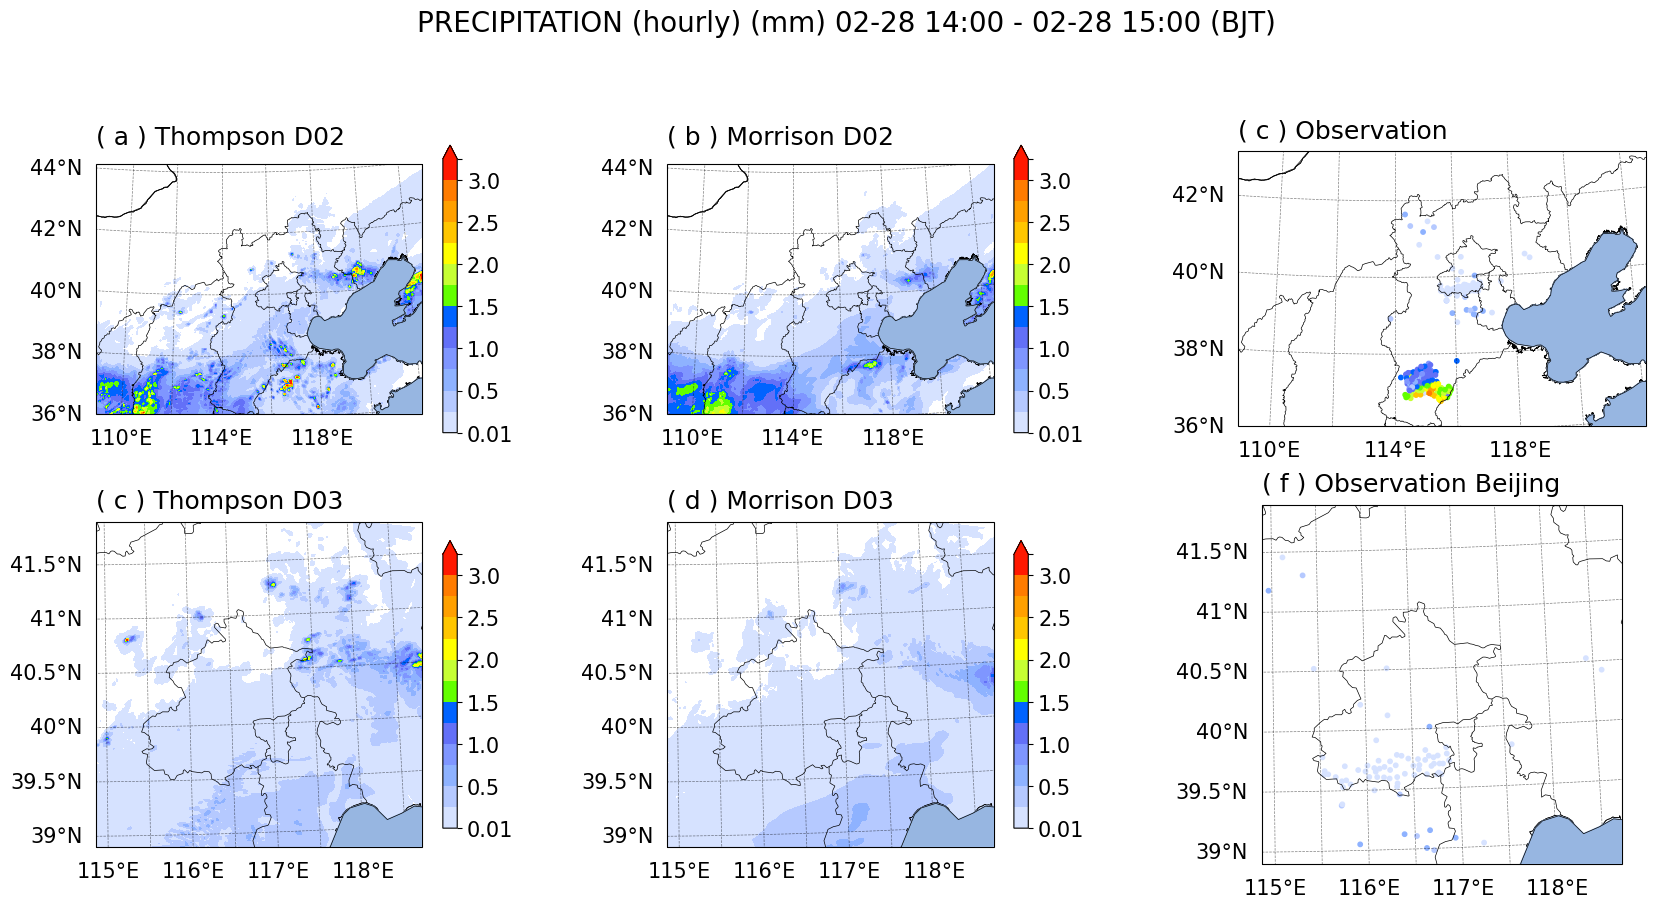 PRECIPITATION (hourly) (mm) 02-28 14:00 - 02-28 15:00 (BJT)
( a ) Thompson D02
44°N
42°N
40°N
38°N
36°N
110°E
114°E
118°E
3.0
2.5
2.0
1.5
1.0
0.5
0.01
( b ) Morrison D02
44°N
42°N
40°N
38°N
36°N
110°E
114°E
118°E
3.0
2.5
2.0
1.5
1.0
0.5
0.01
( c ) Observation
42°N
40°N
38°N
36°N
110°E
114°E
118°E
( c ) Thompson D03
41.5°N
41°N
40.5°N
40°N
39.5°N
39°N
115°E
116°E
117°E
118°E
3.0
2.5
2.0
1.5
1.0
0.5
0.01
( d ) Morrison D03
41.5°N
41°N
40.5°N
40°N
39.5°N
39°N
115°E
116°E
117°E
118°E
3.0
2.5
2.0
1.5
1.0
0.5
0.01
( f ) Observation Beijing
41.5°N
41°N
40.5°N
40°N
39.5°N
39°N
115°E
116°E
117°E
118°E